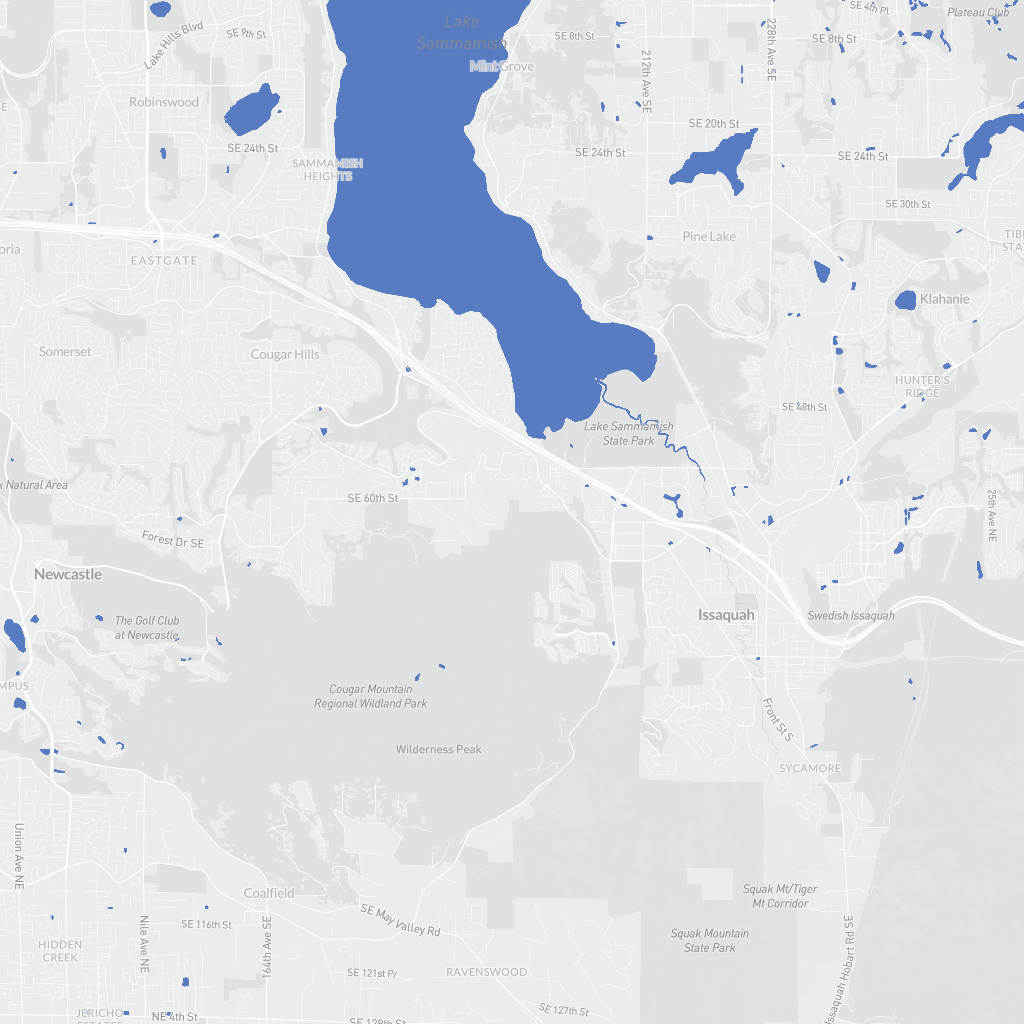 Lake
Sammamish
SE 4th Pl
Plateau Club
Lake Hills Blvd
SE 9th St
SE 8th St
228th Ave SE
SE 8th St
212th Ave SE
Mint Grove
Robinswood
SE 20th St
SE 24th St
SAMMAMISH
HEIGHTS
SE 24th St
SE 24th St
SE 30th St
Pine Lake
EASTGATE
Klahanie
Somerset
Cougar Hills
HUNTER'S
RIDGE
SE 48th St
Lake Sammamish
State Park
Natural Area
SE 60th St
25th Ave NE
Forest Dr SE
Newcastle
The Golf Club
at Newcastle
Issaquah
Swedish Issaquah
Cougar Mountain
Regional Wildland Park
Front St S
Wilderness Peak
SYCAMORE
Union Ave NE
Coalfield
Squak Mt/Tiger
Mt Corridor
SE May Valley Rd
SE 116th St
Nile Ave NE
164th Ave SE
Squak Mountain
State Park
HIDDEN
CREEK
SE 121st Pl
RAVENSWOOD
Issaquah Hobart Rd SE
JERICHO
ESTATES
NE 4th St
SE 127th St
SE 128th St